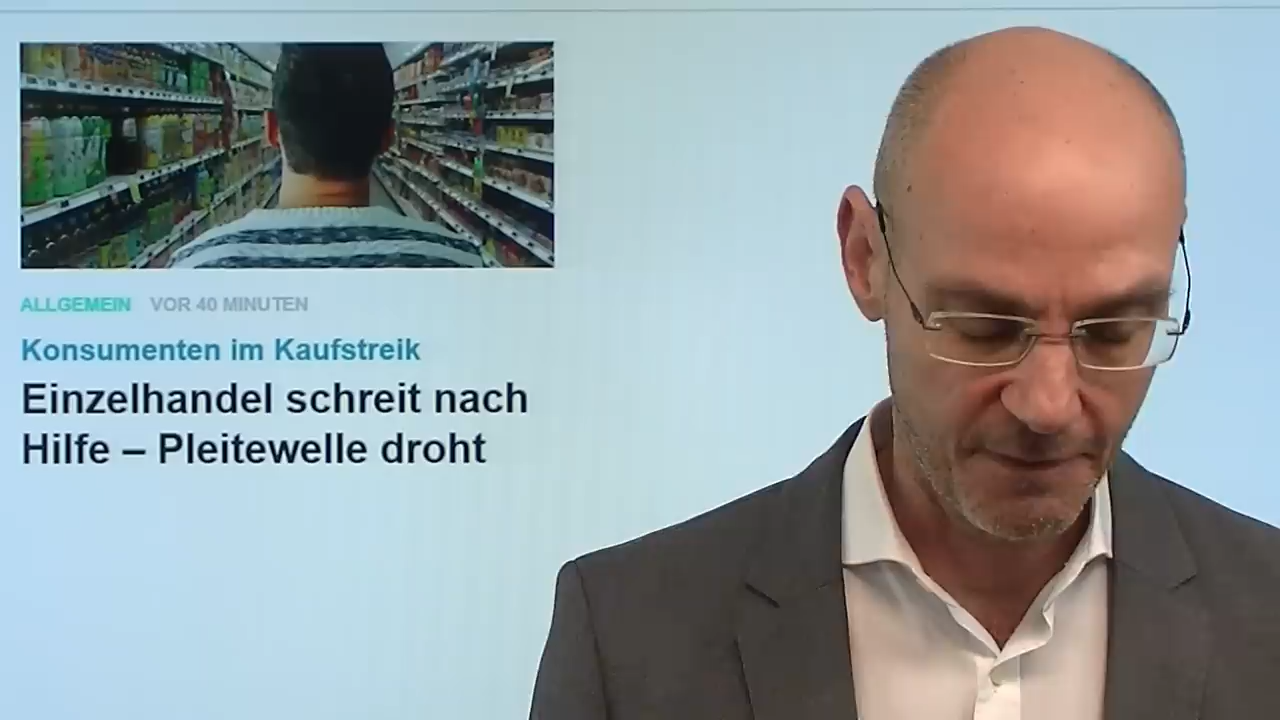 ALLGEMEIN VOR 40 MINUTEN
Konsumenten im Kaufstreik
Einzelhandel schreit nach
Hilfe – Pleitewelle droht